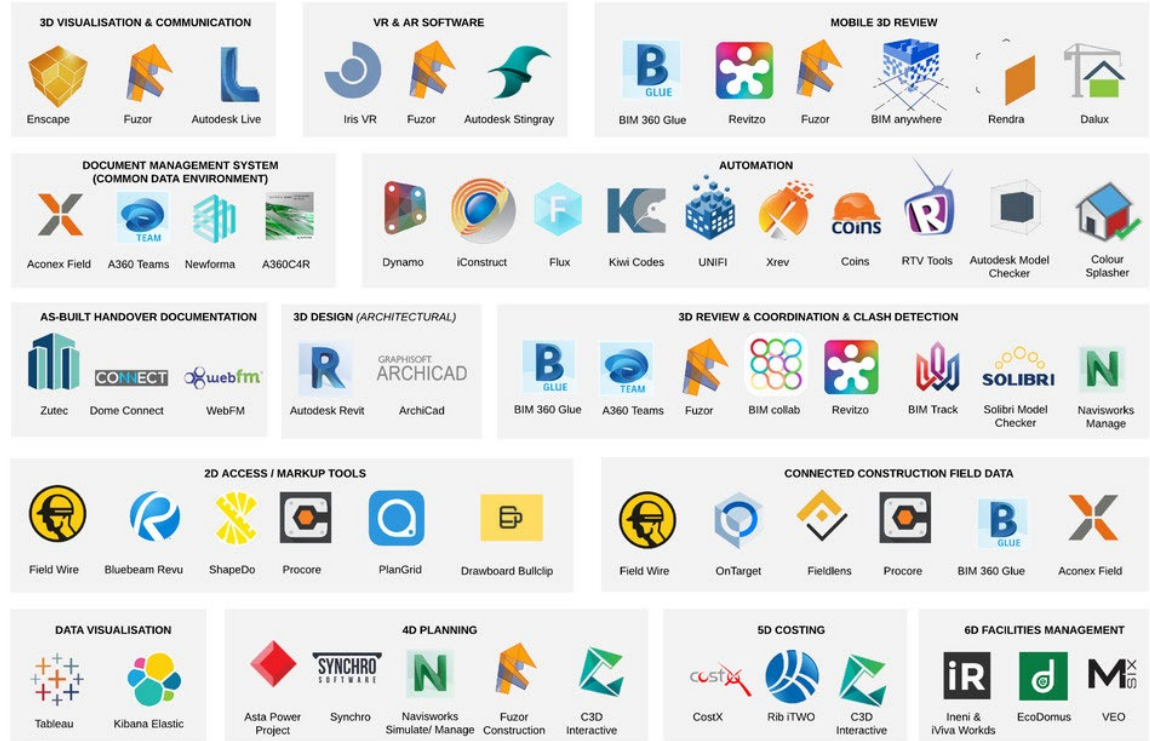 3D VISUALISATION & COMMUNICATION
Enscape Fuzor Autodesk Live
VR & AR SOFTWARE
Iris VR Fuzor Autodesk Stingray
MOBILE 3D REVIEW
B
GLUE
BIM 360 Glue Revitzo Fuzor BIM anywhere Rendra Dalux
DOCUMENT MANAGEMENT SYSTEM
(COMMON DATA ENVIRONMENT)
TEAM
Aconex Field A360 Teams Newforma A360C4R
AUTOMATION
F KC coins R
Dynamo iConstruct Flux Kiwi Codes UNIFI Xrev Coins RTV Tools Autodesk Model Colour
Checker Splasher
AS-BUILT HANDOVER DOCUMENTATION
CONNECT webfm
Zutec Dome Connect WebFM
3D DESIGN (ARCHITECTURAL)
R GRAPHISOFT
ARCHICAD
Autodesk Revit ArchiCad
3D REVIEW & COORDINATION & CLASH DETECTION
B N
GLUE TEAM SOLIBRI
BIM 360 Glue A360 Teams Fuzor BIM collab Revitzo BIM Track Solibri Model Navisworks
Checker Manage
2D ACCESS / MARKUP TOOLS
Field Wire Bluebeam Revu ShapeDo Procore PlanGrid Drawboard Bullclip
CONNECTED CONSTRUCTION FIELD DATA
B
GLUE
Field Wire OnTarget Fieldlens Procore BIM 360 Glue Aconex Field
DATA VISUALISATION
Tableau Kibana Elastic
4D PLANNING
SYNCHRO N
SOFTWARE
Asta Power Synchro Navisworks Fuzor C3D
Project Simulate/ Manage Construction Interactive
5D COSTING
costX
CostX Rib iTWO C3D
Interactive
6D FACILITIES MANAGEMENT
iR d M SIX
Ineni & EcoDomus VEO
iViva Workds